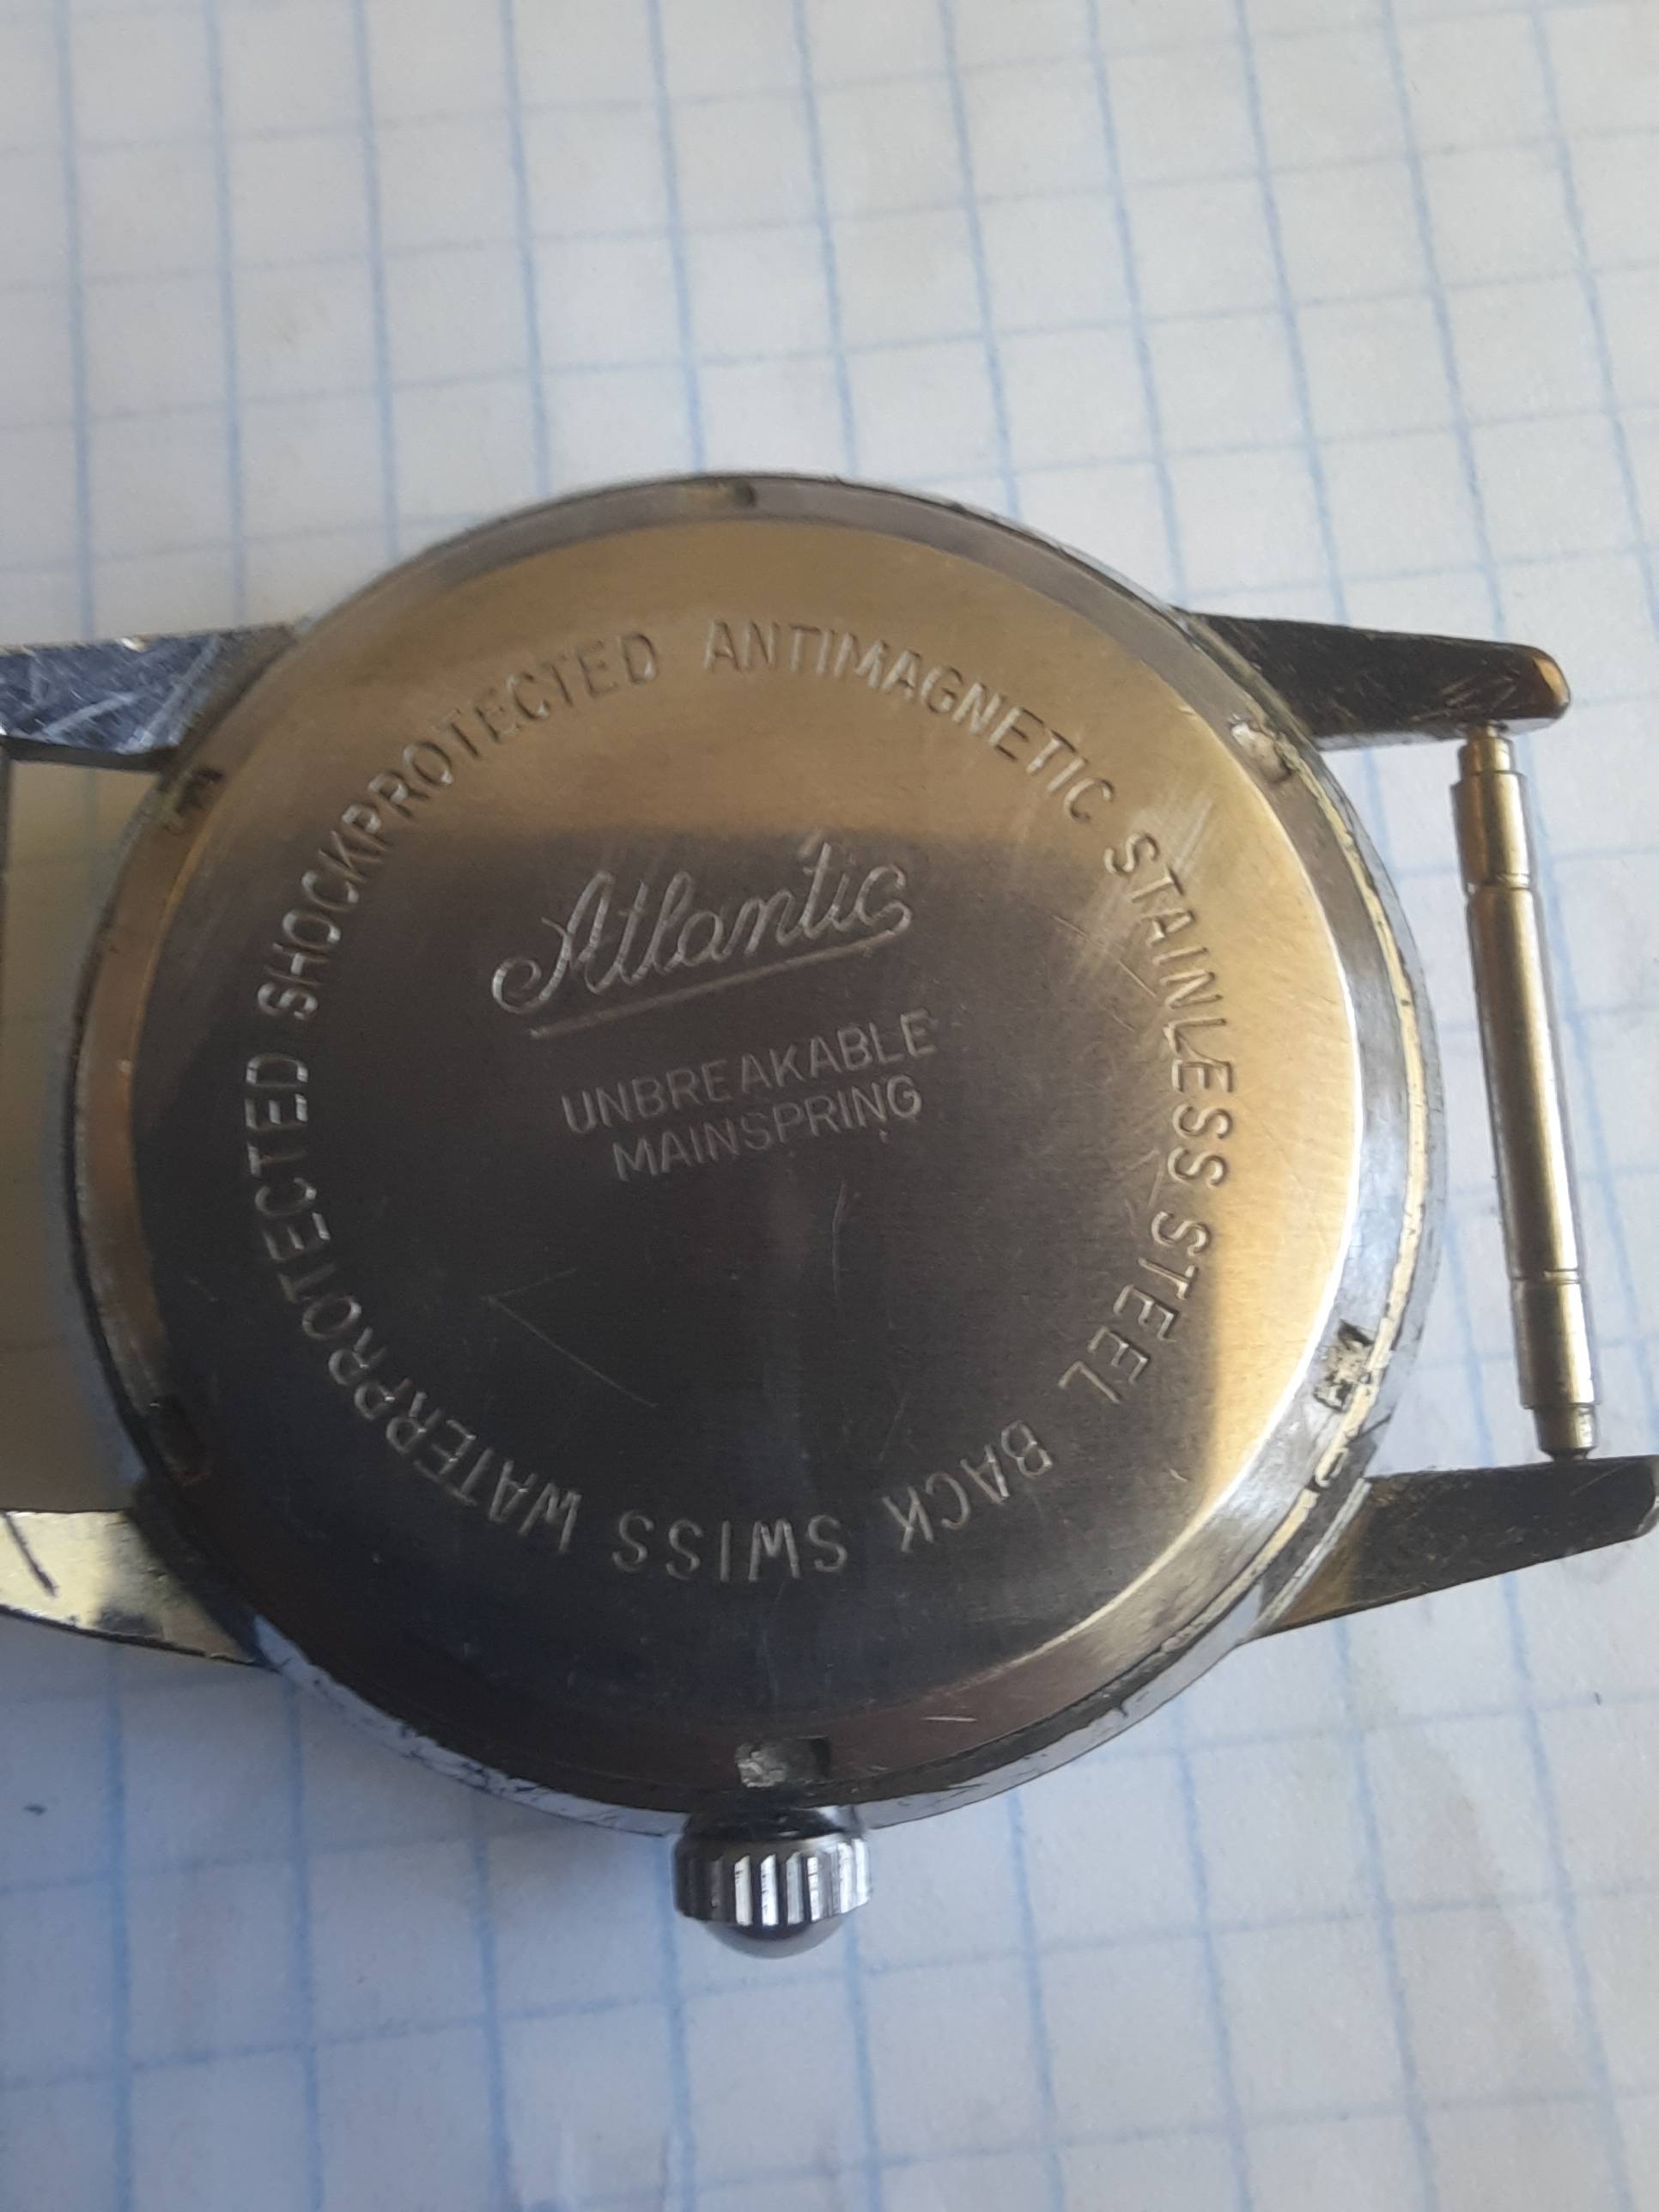 Atlantic
UNBREAKABLE
MAINSPRING
WATERPROTECTED SHOCKPROTECTED ANTIMAGNETIC STAINLESS STEEL BACK SWISS